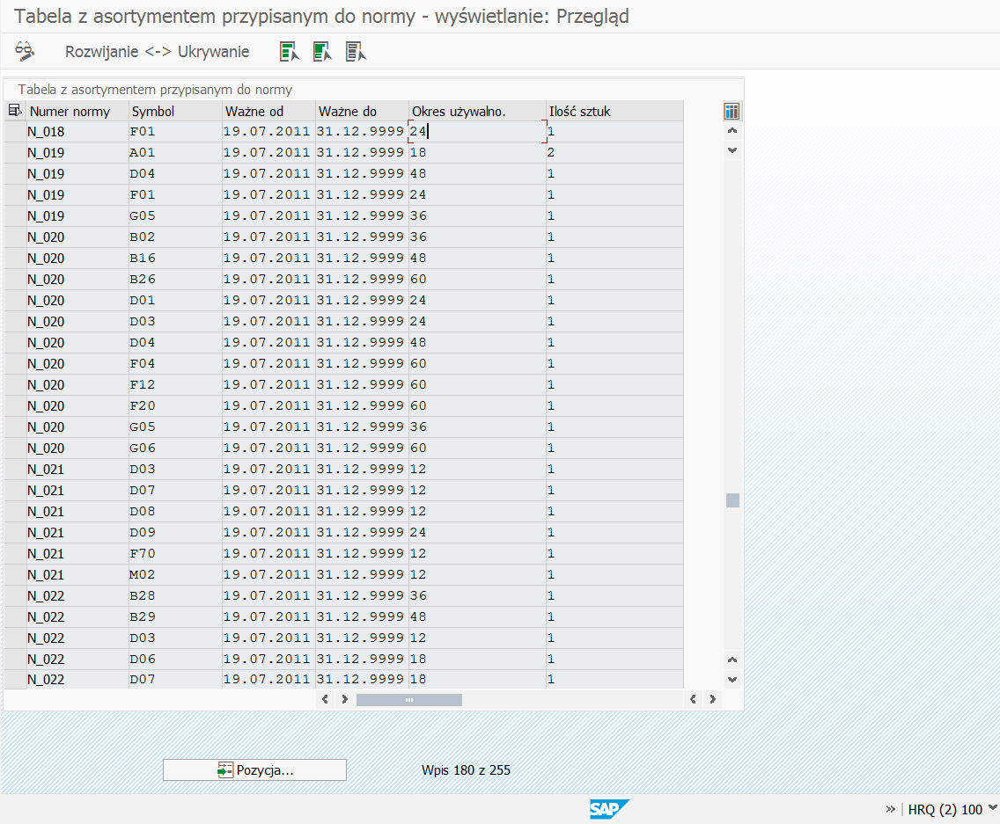 Tabela z asortymentem przypisanym do normy - wyświetlanie: Przegląd
Rozwijanie <-> Ukrywanie
Tabela z asortymentem przypisanym do normy
Numer normy Symbol Ważne od Ważne do Okres używalno. Ilość sztuk
N_018 F01 19.07.2011 31.12.9999 24 1
N_019 A01 19.07.2011 31.12.9999 18 2
N_019 D04 19.07.2011 31.12.9999 48 1
N_019 F01 19.07.2011 31.12.9999 24 1
N_019 G05 19.07.2011 31.12.9999 36 1
N_020 B02 19.07.2011 31.12.9999 36 1
N_020 B16 19.07.2011 31.12.9999 48 1
N_020 B26 19.07.2011 31.12.9999 60 1
N_020 D01 19.07.2011 31.12.9999 24 1
N_020 D03 19.07.2011 31.12.9999 24 1
N_020 D04 19.07.2011 31.12.9999 48 1
N_020 F04 19.07.2011 31.12.9999 60 1
N_020 F12 19.07.2011 31.12.9999 60 1
N_020 F20 19.07.2011 31.12.9999 60 1
N_020 G05 19.07.2011 31.12.9999 36 1
N_020 G06 19.07.2011 31.12.9999 60 1
N_021 D03 19.07.2011 31.12.9999 12 1
N_021 D07 19.07.2011 31.12.9999 12 1
N_021 D08 19.07.2011 31.12.9999 12 1
N_021 D09 19.07.2011 31.12.9999 24 1
N_021 F70 19.07.2011 31.12.9999 12 1
N_021 M02 19.07.2011 31.12.9999 12 1
N_022 B28 19.07.2011 31.12.9999 36 1
N_022 B29 19.07.2011 31.12.9999 48 1
N_022 D03 19.07.2011 31.12.9999 12 1
N_022 D06 19.07.2011 31.12.9999 18 1
N_022 D07 19.07.2011 31.12.9999 18 1
Pozycja... Wpis 180 z 255
SAP » HRQ (2) 100